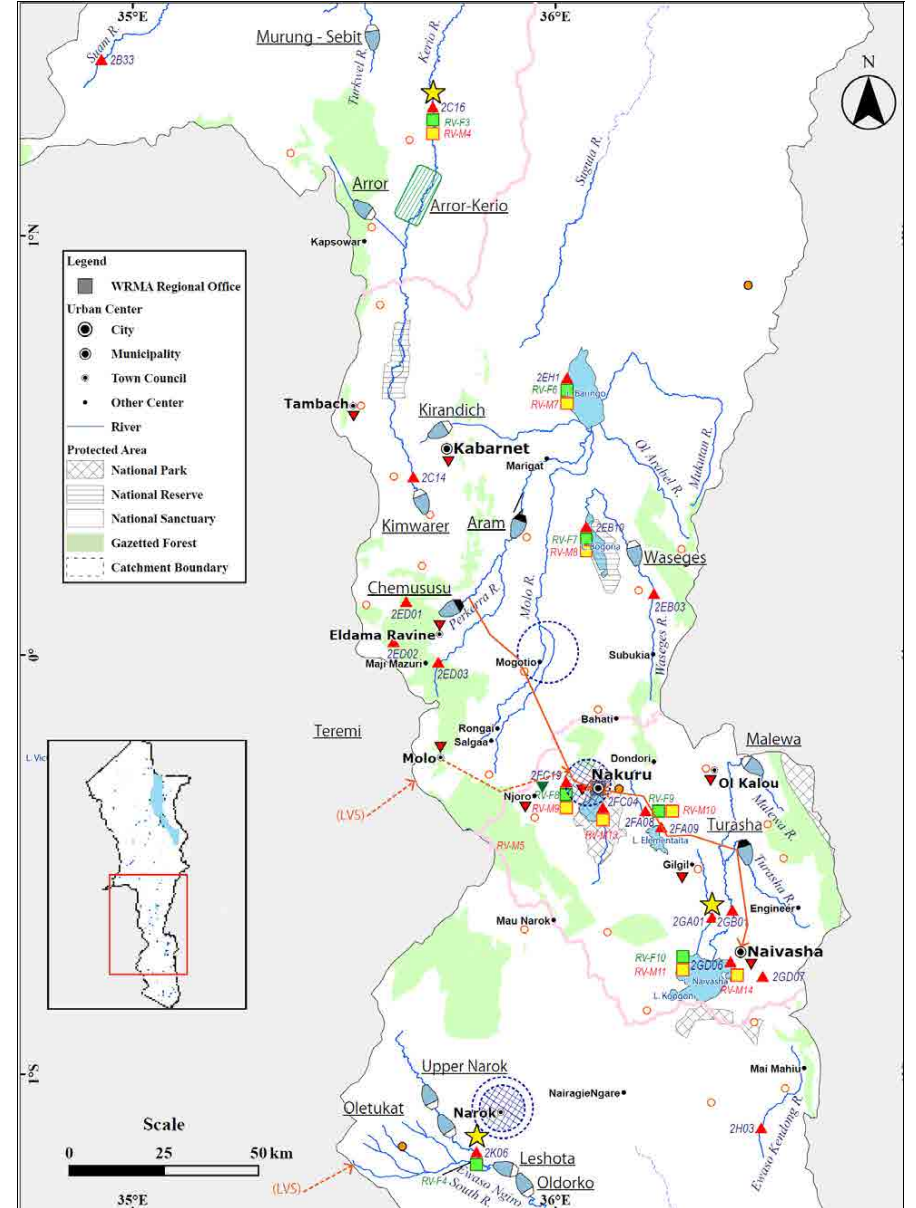 35°E
36°E
Murung - Sebit
Suam R.
2B33
Turkwel R.
Kerio R.
N
2C16
RV-F3
RV-M4
Suguta R.
Arror
Arror-Kerio
1°N
Kapsowar
Legend
WRMA Regional Office
Urban Center
City
Municipality
Town Council
Other Center
River
Protected Area
National Park
National Reserve
National Sanctuary
Gazetted Forest
Catchment Boundary
2EH1
RV-F6
Baringo
RV-M7
Tambach
Kirandich
Kabarnet
Marigat
Ol Arabel R.
Mukutan R.
2C14
Kimwarer
Aram
2EB10
RV-F7
L. Bogoria
RV-M8
Waseges
Chemususu
2ED01
Perkerra R.
Molo R.
2EB03
Eldama Ravine
2ED02
Maji Mazuri
2ED03
Mogotio
Subukia
Waseges R.
0°
Teremi
Rongai
Salgaa
Bahati
Molo
Dondori
Malewa
L. Vic
2FC19
Nakuru
Ol Kalou
(LVS)
Njoro
RV-F8
RV-M9
2FC04
RV-F9
RV-M10
Malewa R.
2FA08
2FA09
RV-M13
L. Elementaita
Turasha
RV-M5
Gilgil
Turasha R.
Engineer
2GA01
2GB0
Mau Narok
Naivasha
RV-F10
RV-M11
2GD06
2GD07
L. Naivasha
RV-M14
1°S
Upper Narok
Mai Mahiu
NairagieNgare
Oletukat
Narok
Scale
0
25
50 km
2H03
Ewaso Kendong R.
2K06
Leshota
(LVS)
RV-F4
Ewaso Ngiro
South R.
Oldorko
35°E
36°E